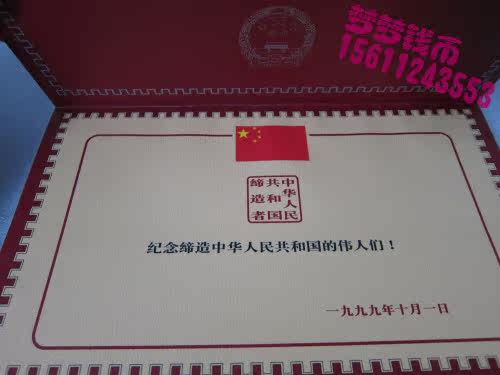 梦梦钱币
15611243553
中华人民
共和国
缔造者
纪念缔造中华人民共和国的伟人们！
一九九九年十月一日